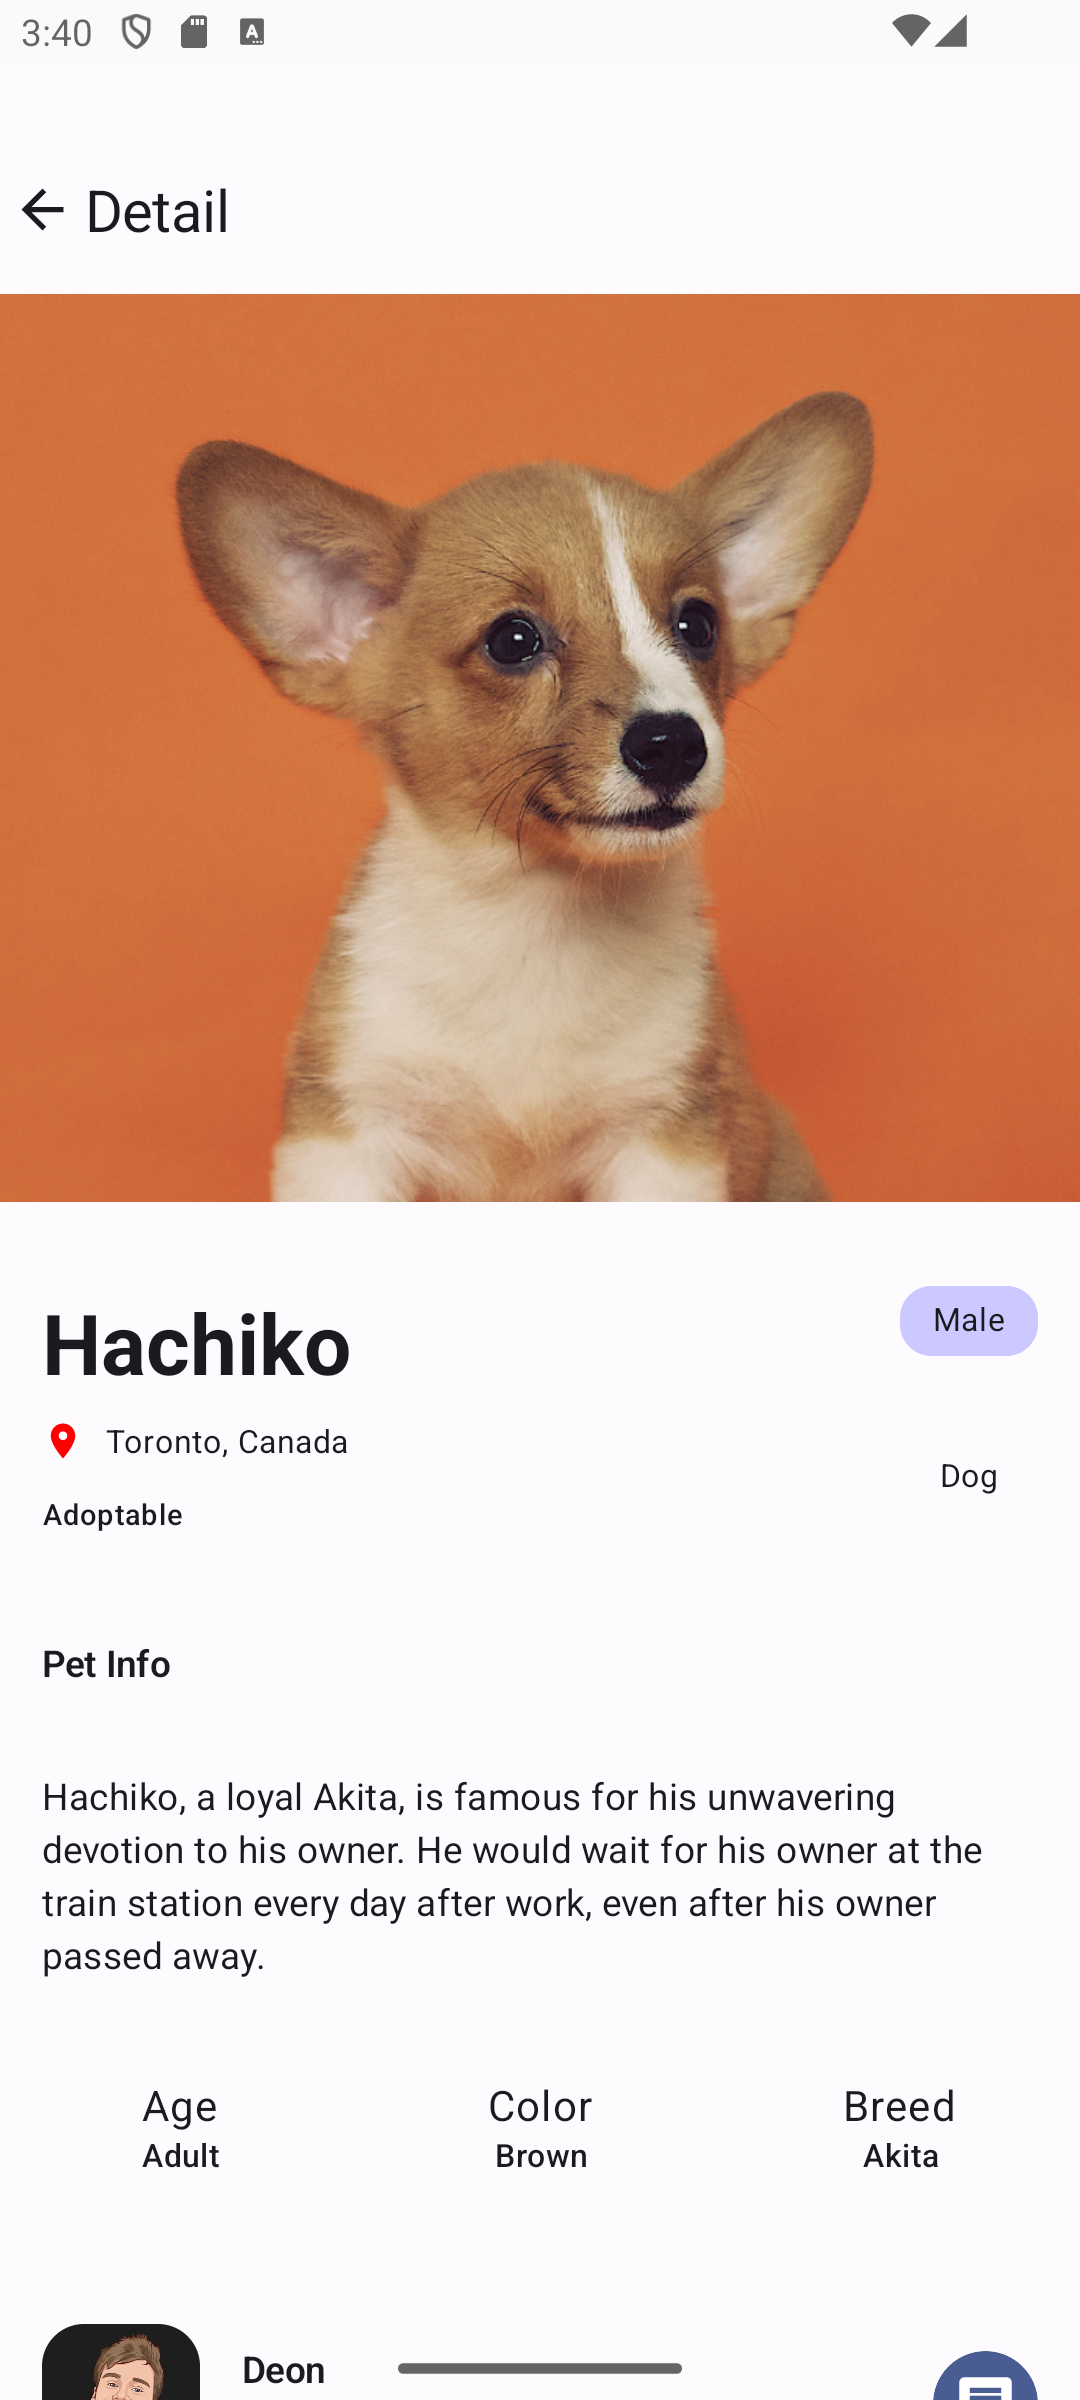 3:40
Detail
Hachiko
Male
Toronto, Canada
Dog
Adoptable
Pet Info
Hachiko, a loyal Akita, is famous for his unwavering
devotion to his owner. He would wait for his owner at the
train station every day after work, even after his owner
passed away.
Age
Color
Breed
Adult
Brown
Akita
Deon